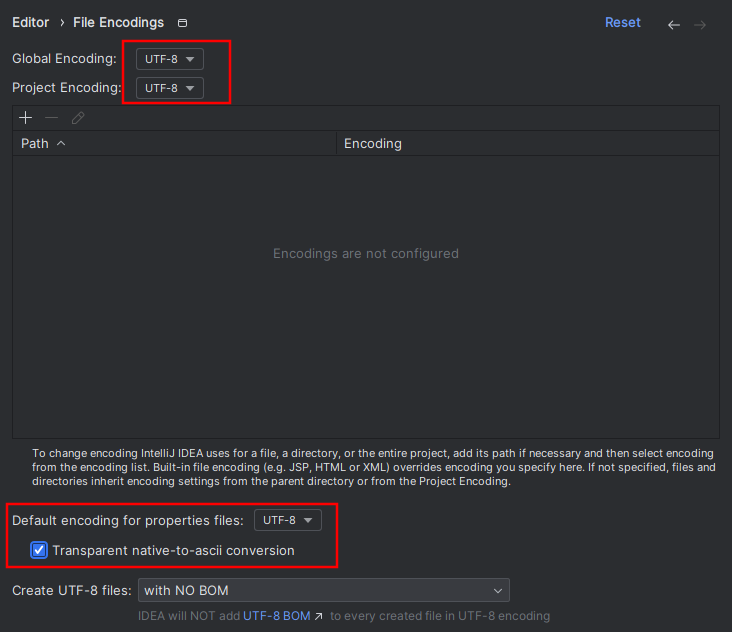 Editor › File Encodings Reset ← →
Global Encoding: UTF-8
Project Encoding: UTF-8
Path Encoding
Encodings are not configured
To change encoding IntelliJ IDEA uses for a file, a directory, or the entire project, add its path if necessary and then select encoding
from the encoding list. Built-in file encoding (e.g. JSP, HTML or XML) overrides encoding you specify here. If not specified, files and
directories inherit encoding settings from the parent directory or from the Project Encoding.
Default encoding for properties files: UTF-8
Transparent native-to-ascii conversion
Create UTF-8 files: with NO BOM
IDEA will NOT add UTF-8 BOM ↗ to every created file in UTF-8 encoding